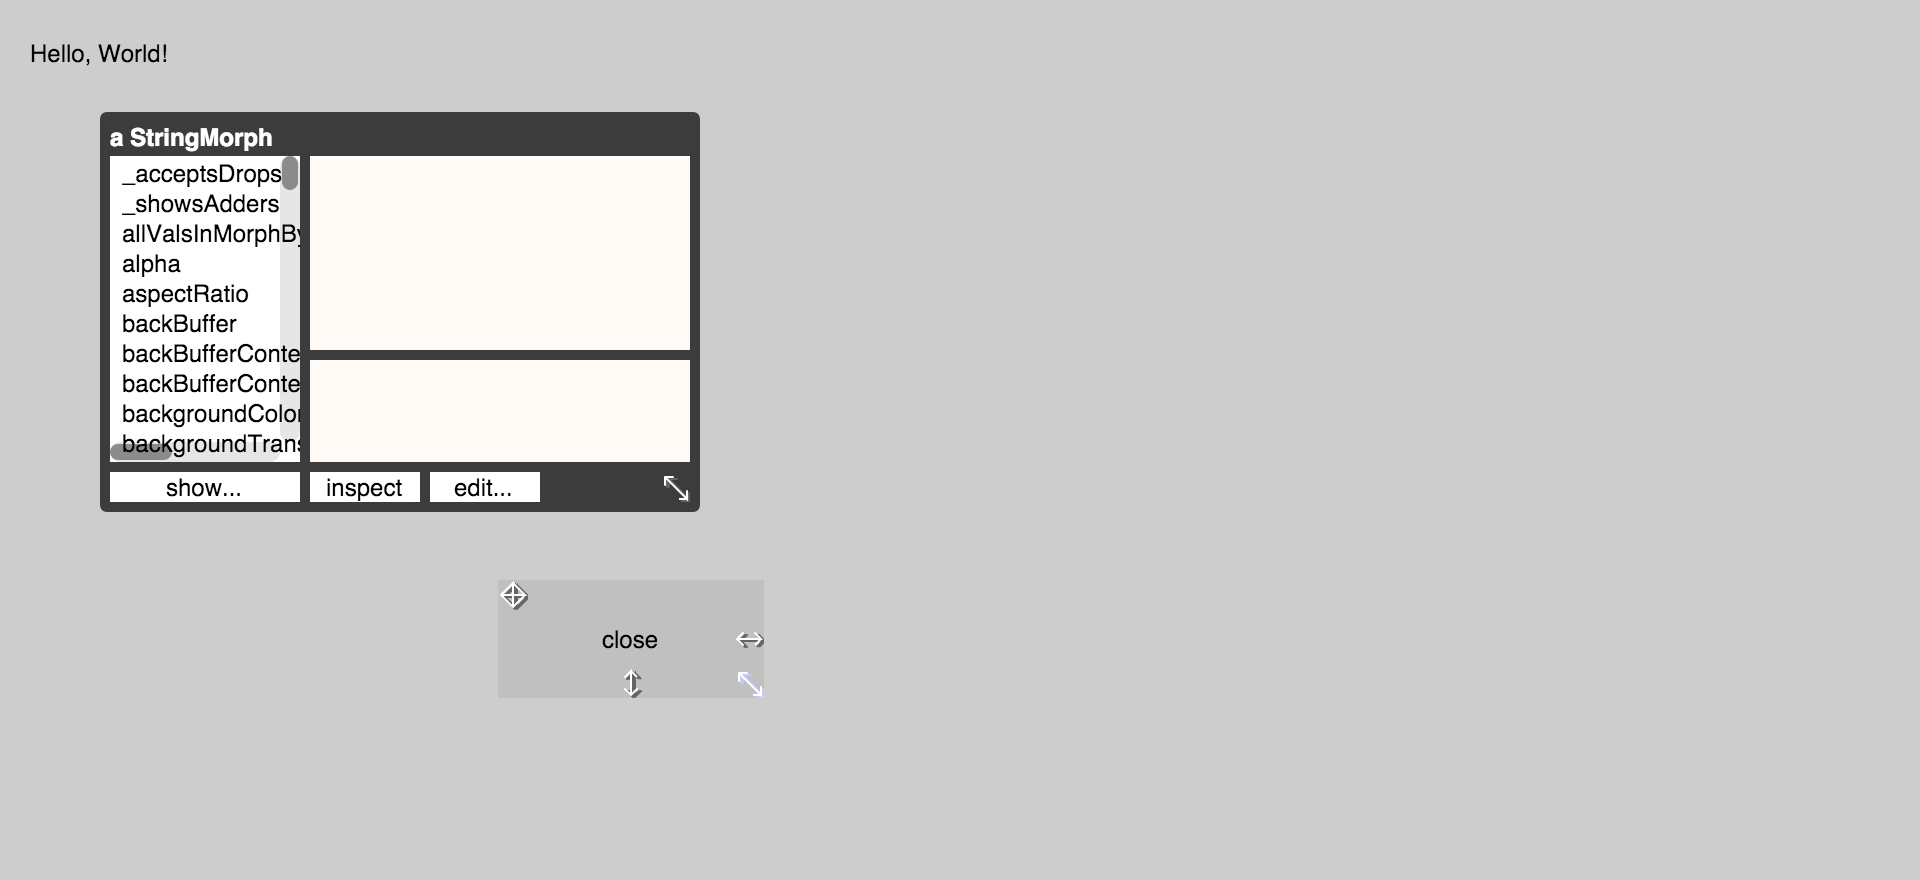 Hello, World!
a StringMorph
_acceptsDrops
_showsAdders
allValsInMorphBy
alpha
aspectRatio
backBuffer
backBufferConte
backBufferConte
backgroundColor
backgroundTrans
show...
inspect
edit...
close